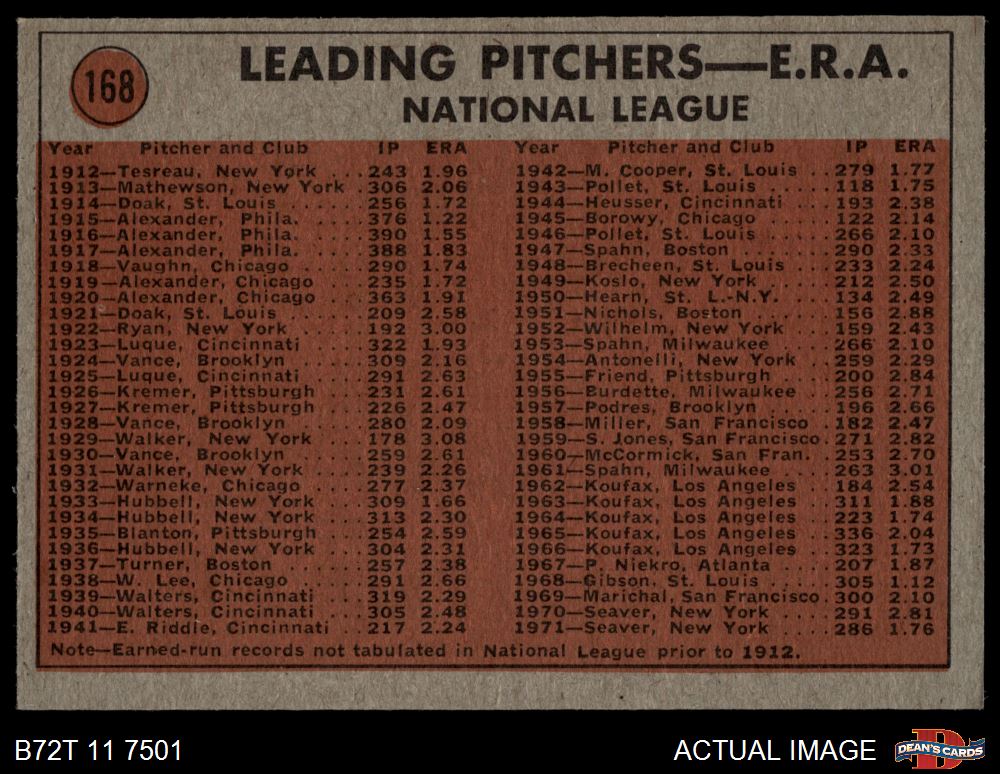 168
LEADING PITCHERS—E.R.A.
NATIONAL LEAGUE
Year Pitcher and Club IP ERA
1912—Tesreau, New York ..243 1.96
1913—Mathewson, New York .306 2.06
1914—Doak, St. Louis ......256 1.72
1915—Alexander, Phila. ....376 1.22
1916—Alexander, Phila. ....390 1.55
1917—Alexander, Phila. ....388 1.83
1918—Vaughn, Chicago .....290 1.74
1919—Alexander, Chicago ...235 1.72
1920—Alexander, Chicago ...363 1.91
1921—Doak, St. Louis ......209 2.58
1922—Ryan, New York .....192 3.00
1923—Luque, Cincinnati ....322 1.93
1924—Vance, Brooklyn .....309 2.16
1925—Luque, Cincinnati ....291 2.63
1926—Kremer, Pittsburgh ...231 2.61
1927—Kremer, Pittsburgh ...226 2.47
1928—Vance, Brooklyn .....280 2.09
1929—Walker, New York ...178 3.08
1930—Vance, Brooklyn .....259 2.61
1931—Walker, New York ....239 2.26
1932—Warneke, Chicago ....277 2.37
1933—Hubbell, New York ...309 1.66
1934—Hubbell, New York ...313 2.30
1935—Blanton, Pittsburgh ...254 2.59
1936—Hubbell, New York ...304 2.31
1937—Turner, Boston ......257 2.38
1938—W. Lee, Chicago .....291 2.66
1939—Walters, Cincinnati ...319 2.29
1940—Walters, Cincinnati ...305 2.48
1941—E. Riddle, Cincinnati ..217 2.24
Year Pitcher and Club IP ERA
1942—M. Cooper, St. Louis ..279 1.77
1943—Pollet, St. Louis ......118 1.75
1944—Heusser, Cincinnati ...193 2.38
1945—Borowy, Chicago .....122 2.14
1946—Pollet, St. Louis .....266 2.10
1947—Spahn, Boston .......290 2.33
1948—Brecheen, St. Louis ...233 2.24
1949—Koslo, New York .....212 2.50
1950—Hearn, St. L.-N.Y. ....134 2.49
1951—Nichols, Boston ......156 2.88
1952—Wilhelm, New York ...159 2.43
1953—Spahn, Milwaukee ....266 2.10
1954—Antonelli, New York ..259 2.29
1955—Friend, Pittsburgh ....200 2.84
1956—Burdette, Milwaukee ..256 2.71
1957—Podres, Brooklyn ....196 2.66
1958—Miller, San Francisco ..182 2.47
1959—S. Jones, San Francisco.271 2.82
1960—McCormick, San Fran. .253 2.70
1961—Spahn, Milwaukee ....263 3.01
1962—Koufax, Los Angeles ..184 2.54
1963—Koufax, Los Angeles ..311 1.88
1964—Koufax, Los Angeles ..223 1.74
1965—Koufax, Los Angeles ..336 2.04
1966—Koufax, Los Angeles ..323 1.73
1967—P. Niekro, Atlanta ....207 1.87
1968—Gibson, St. Louis .....305 1.12
1969—Marichal, San Francisco.300 2.10
1970—Seaver, New York ....291 2.81
1971—Seaver, New York ....286 1.76
Note—Earned-run records not tabulated in National League prior to 1912.
B72T 11 7501
ACTUAL IMAGE
D
DEAN'S CARDS